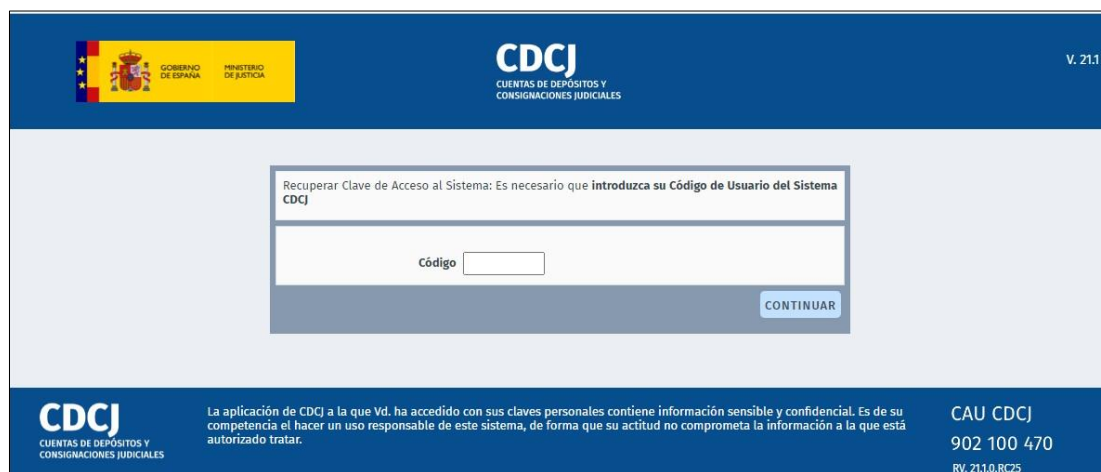 GOBIERNO
DE ESPAÑA
MINISTERIO
DE JUSTICIA
CDCJ
CUENTAS DE DEPÓSITOS Y
CONSIGNACIONES JUDICIALES
V. 21.1
Recuperar Clave de Acceso al Sistema: Es necesario que introduzca su Código de Usuario del Sistema
CDCJ
Código
CONTINUAR
CDCJ
CUENTAS DE DEPÓSITOS Y
CONSIGNACIONES JUDICIALES
La aplicación de CDCJ a la que Vd. ha accedido con sus claves personales contiene información sensible y confidencial. Es de su
competencia el hacer un uso responsable de este sistema, de forma que su actitud no comprometa la información a la que está
autorizado tratar.
CAU CDCJ
902 100 470
RV. 21.1.0.RC25